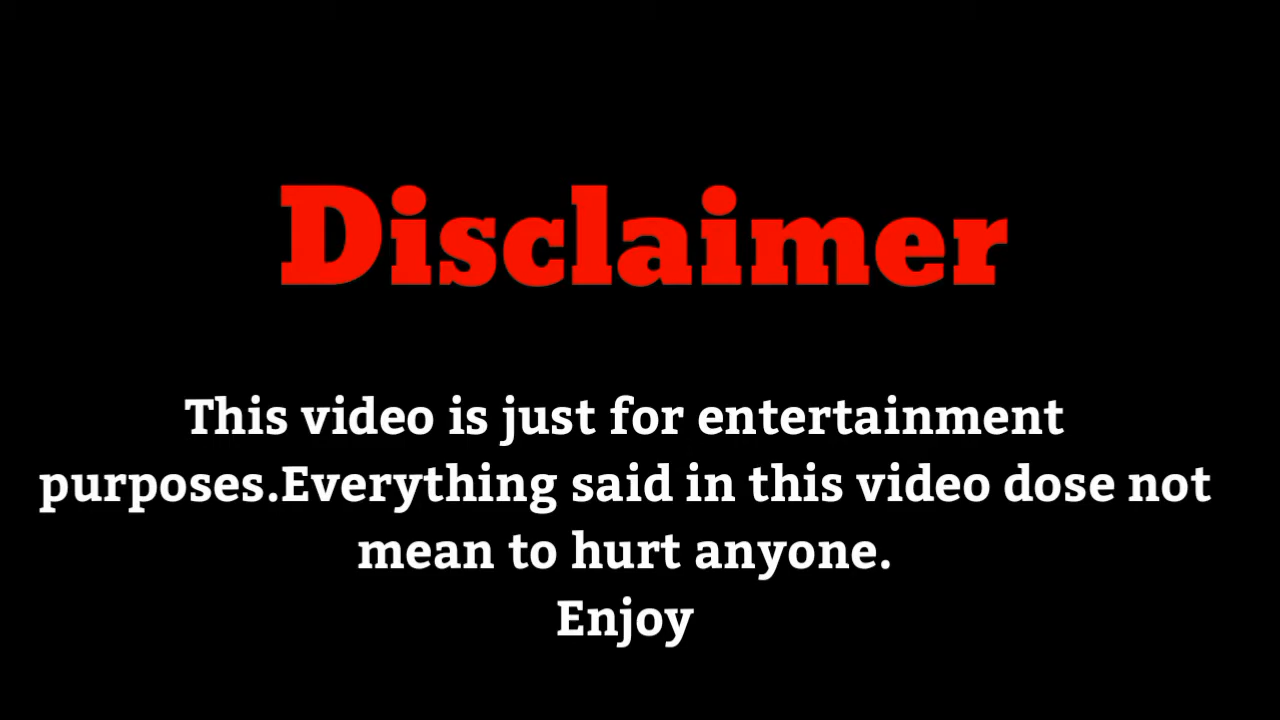 Disclaimer
This video is just for entertainment
purposes.Everything said in this video dose not
mean to hurt anyone.
Enjoy